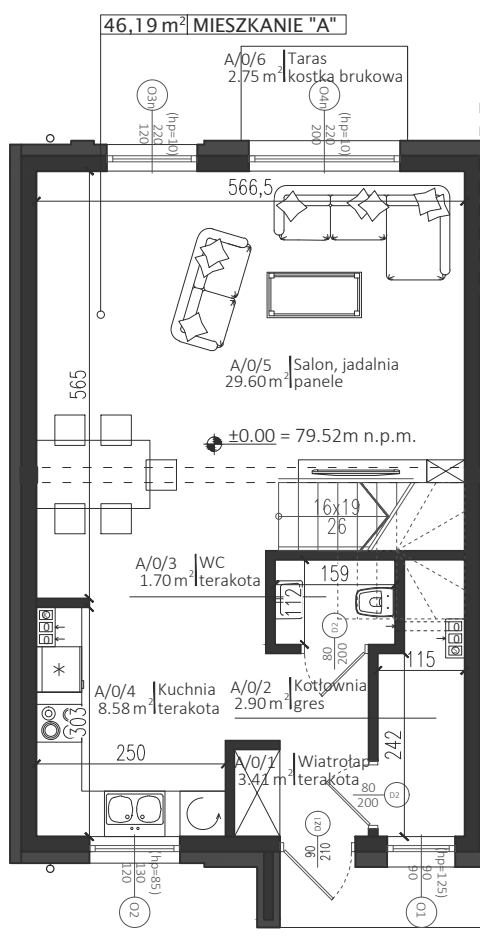 46,19 m² MIESZKANIE "A"
A/0/6 Taras
2.75 m² kostka brukowa
O3n
220
120
(hp=10)
O4n
220
200
(hp=10)
566,5
A/0/5 Salon, jadalnia
29.60 m² panele
565
±0.00 = 79.52m n.p.m.
16x19
26
A/0/3 WC
1.70 m² terakota
159
112
D2
80
200
115
A/0/4 Kuchnia
8.58 m² terakota
A/0/2 Kotłownia
2.90 m² gres
303
242
250
A/0/1 Wiatrołap
3.41 m² terakota
80
200
D2
DZ1
90
210
O2
130
120
(hp=85)
O1
90
90
(hp=125)